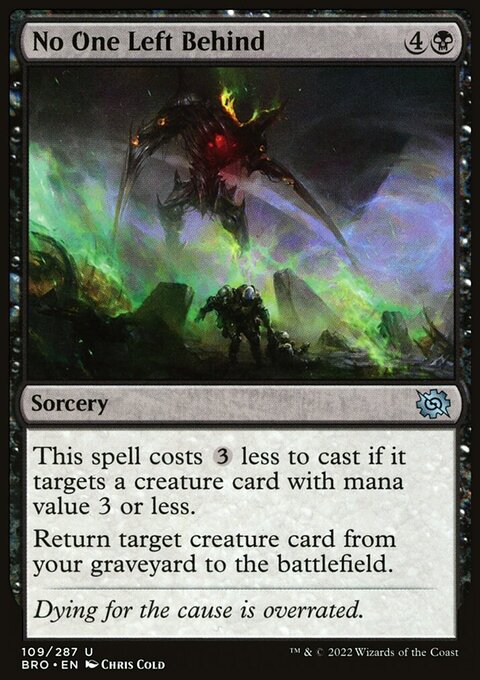 No One Left Behind 4
Sorcery
This spell costs 3 less to cast if it
targets a creature card with mana
value 3 or less.
Return target creature card from
your graveyard to the battlefield.
Dying for the cause is overrated.
109/287 U
BRO • EN Chris Cold
™ & © 2022 Wizards of the Coast